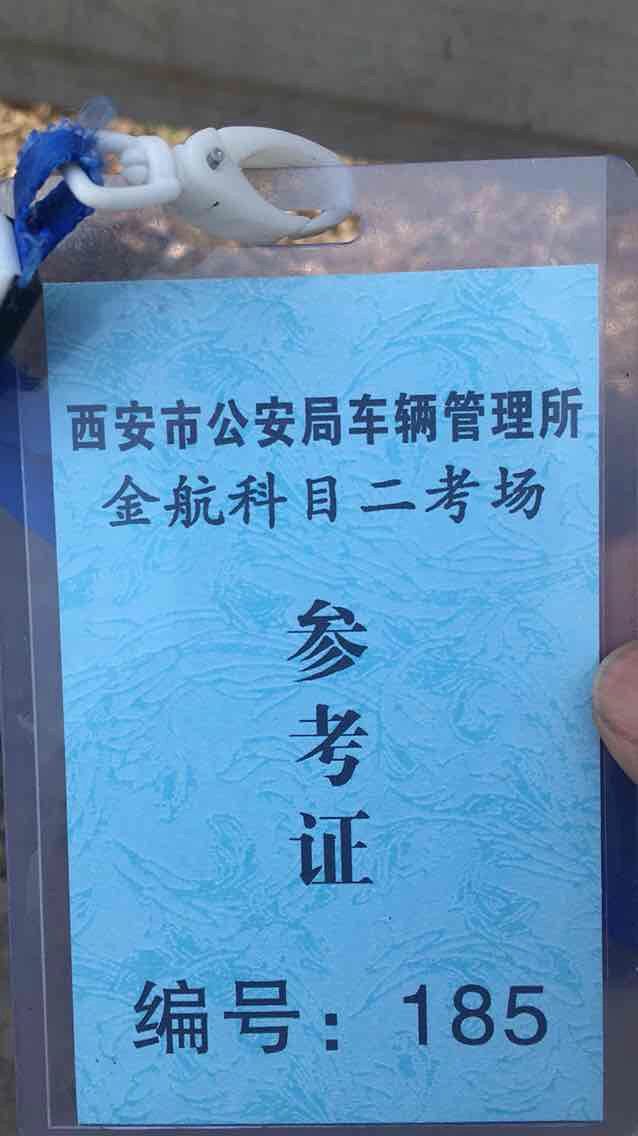 西安市公安局车辆管理所
金航科目二考场
参考证
编号：185